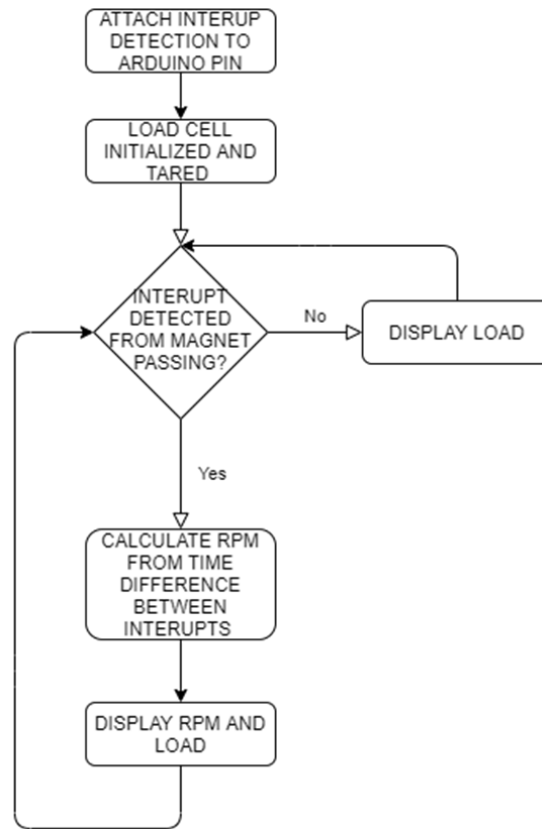 ATTACH INTERUP
DETECTION TO
ARDUINO PIN
LOAD CELL
INITIALIZED AND
TARED
INTERUPT
DETECTED
FROM MAGNET
PASSING?
No
DISPLAY LOAD
Yes
CALCULATE RPM
FROM TIME
DIFFERENCE
BETWEEN
INTERUPTS
DISPLAY RPM AND
LOAD